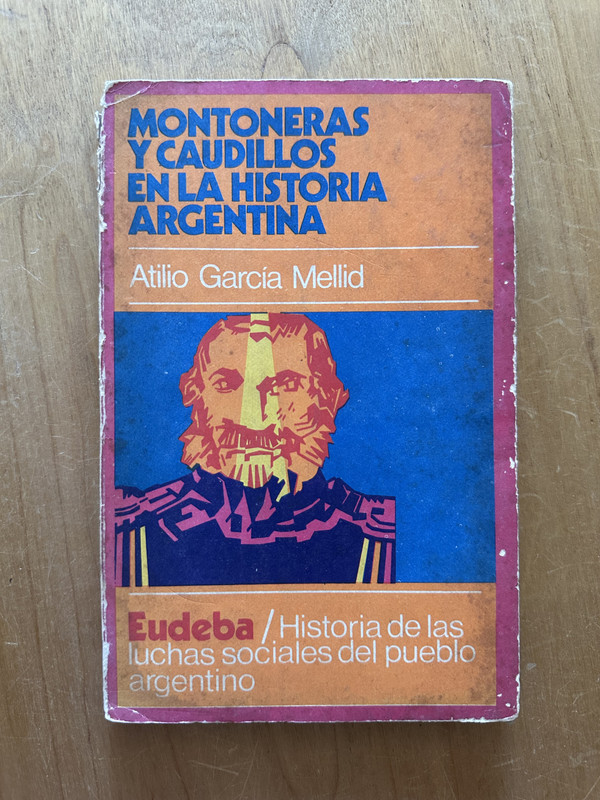 MONTONERAS
Y CAUDILLOS
EN LA HISTORIA
ARGENTINA
Atilio García Mellid
Eudeba / Historia de las
luchas sociales del pueblo
argentino